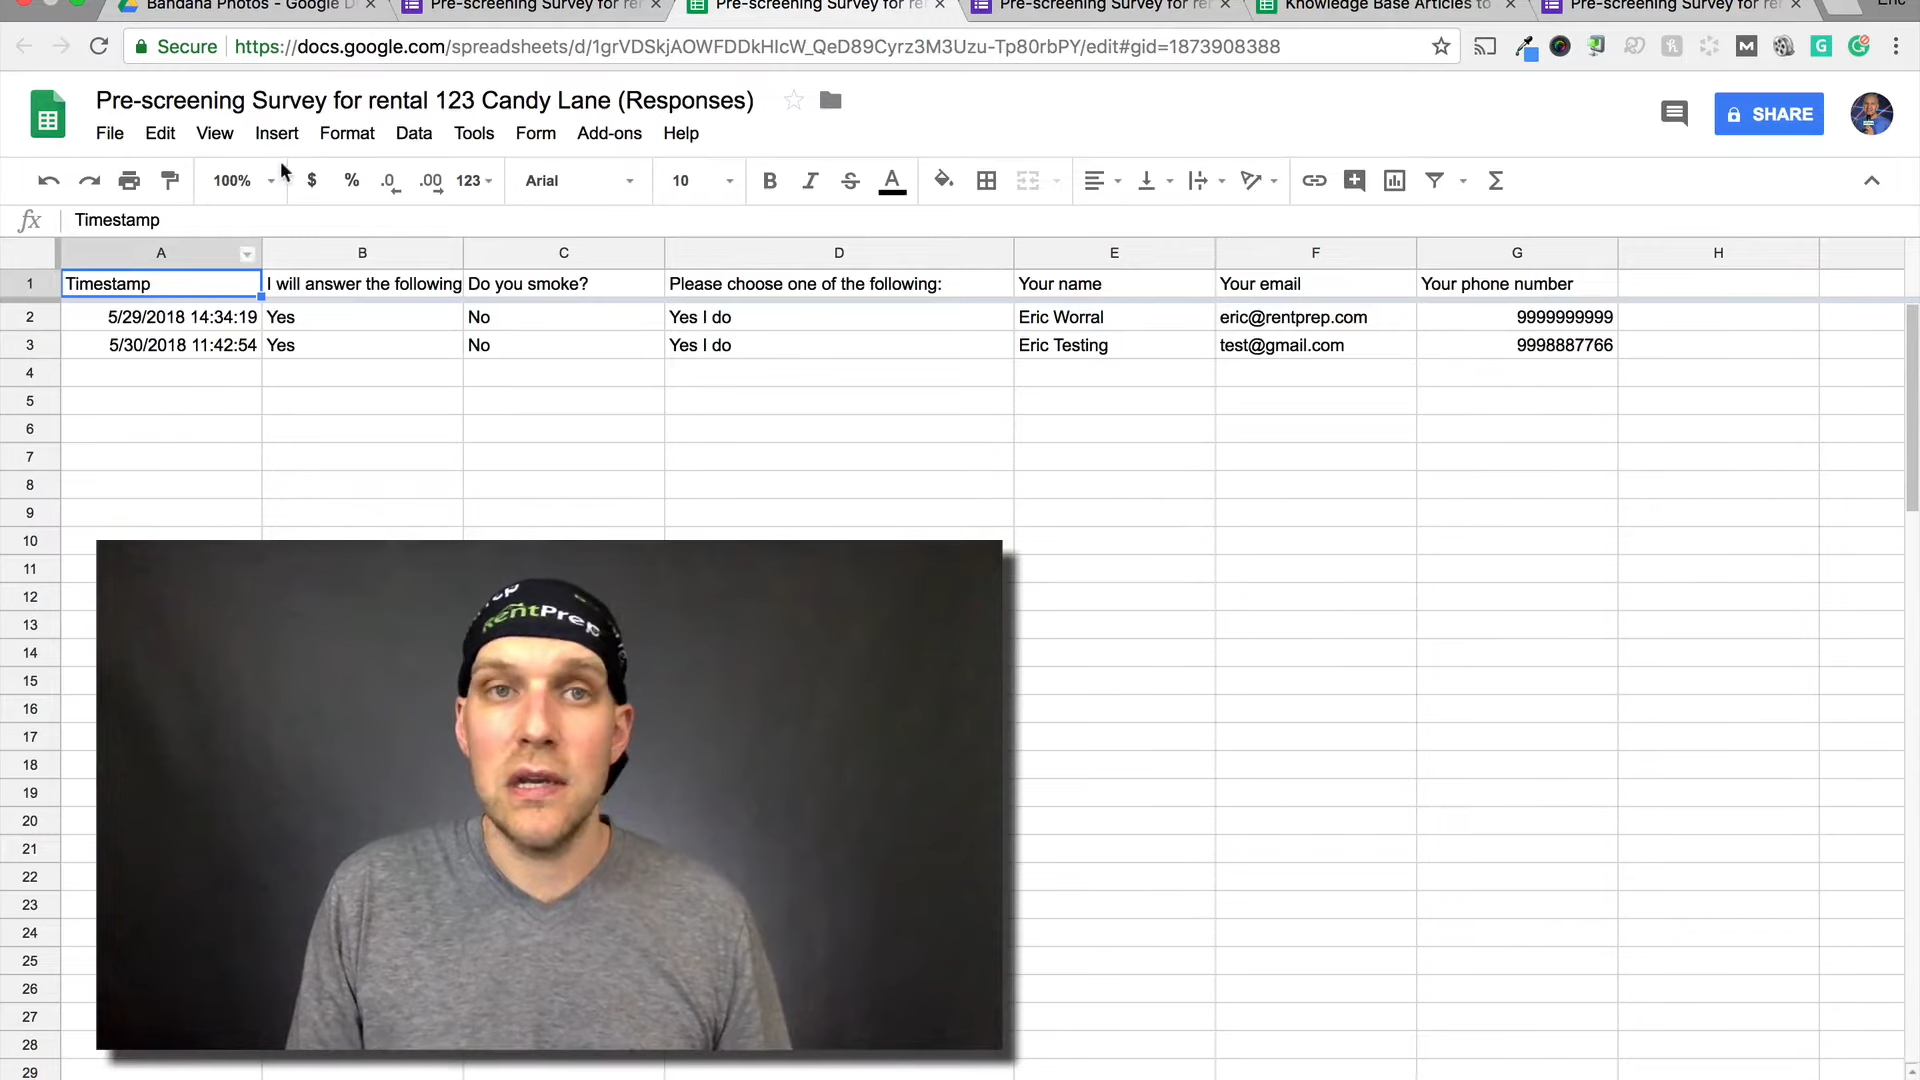 Bandana Photos - Google D
Pre-screening Survey for re
Pre-screening Survey for re
Pre-screening Survey for re
Knowledge Base Articles to
Pre-screening Survey for re
Eric
Secure https://docs.google.com/spreadsheets/d/1grVDSkjAOWFDDkHIcW_QeD89Cyrz3M3Uzu-Tp80rbPY/edit#gid=1873908388
Pre-screening Survey for rental 123 Candy Lane (Responses)
SHARE
File Edit View Insert Format Data Tools Form Add-ons Help
100% $ % .0 .00 123 Arial 10 B I S A
fx Timestamp
A B C D E F G H
1 Timestamp I will answer the following Do you smoke? Please choose one of the following: Your name Your email Your phone number
2 5/29/2018 14:34:19 Yes No Yes I do Eric Worral eric@rentprep.com 9999999999
3 5/30/2018 11:42:54 Yes No Yes I do Eric Testing test@gmail.com 9998887766
4
5
6
7
8
9
10
11
12
13
14
15
16
17
18
19
20
21
22
23
24
25
26
27
28
29
RentPrep